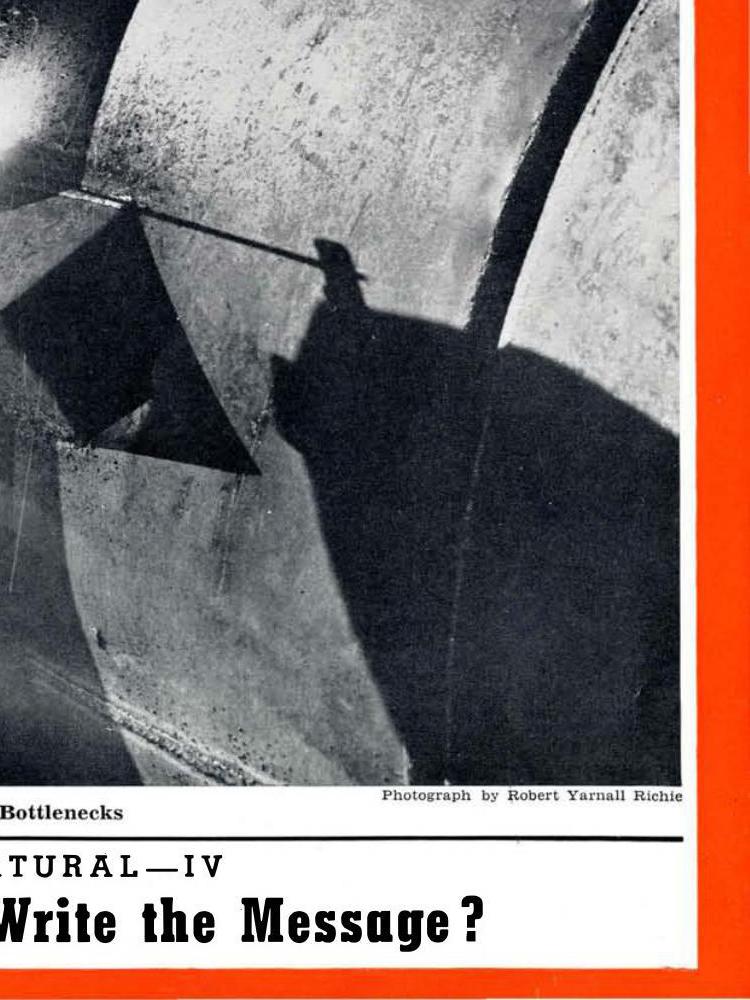 Photograph by Robert Yarnall Richie
Bottlenecks
TURAL—IV
Write the Message?